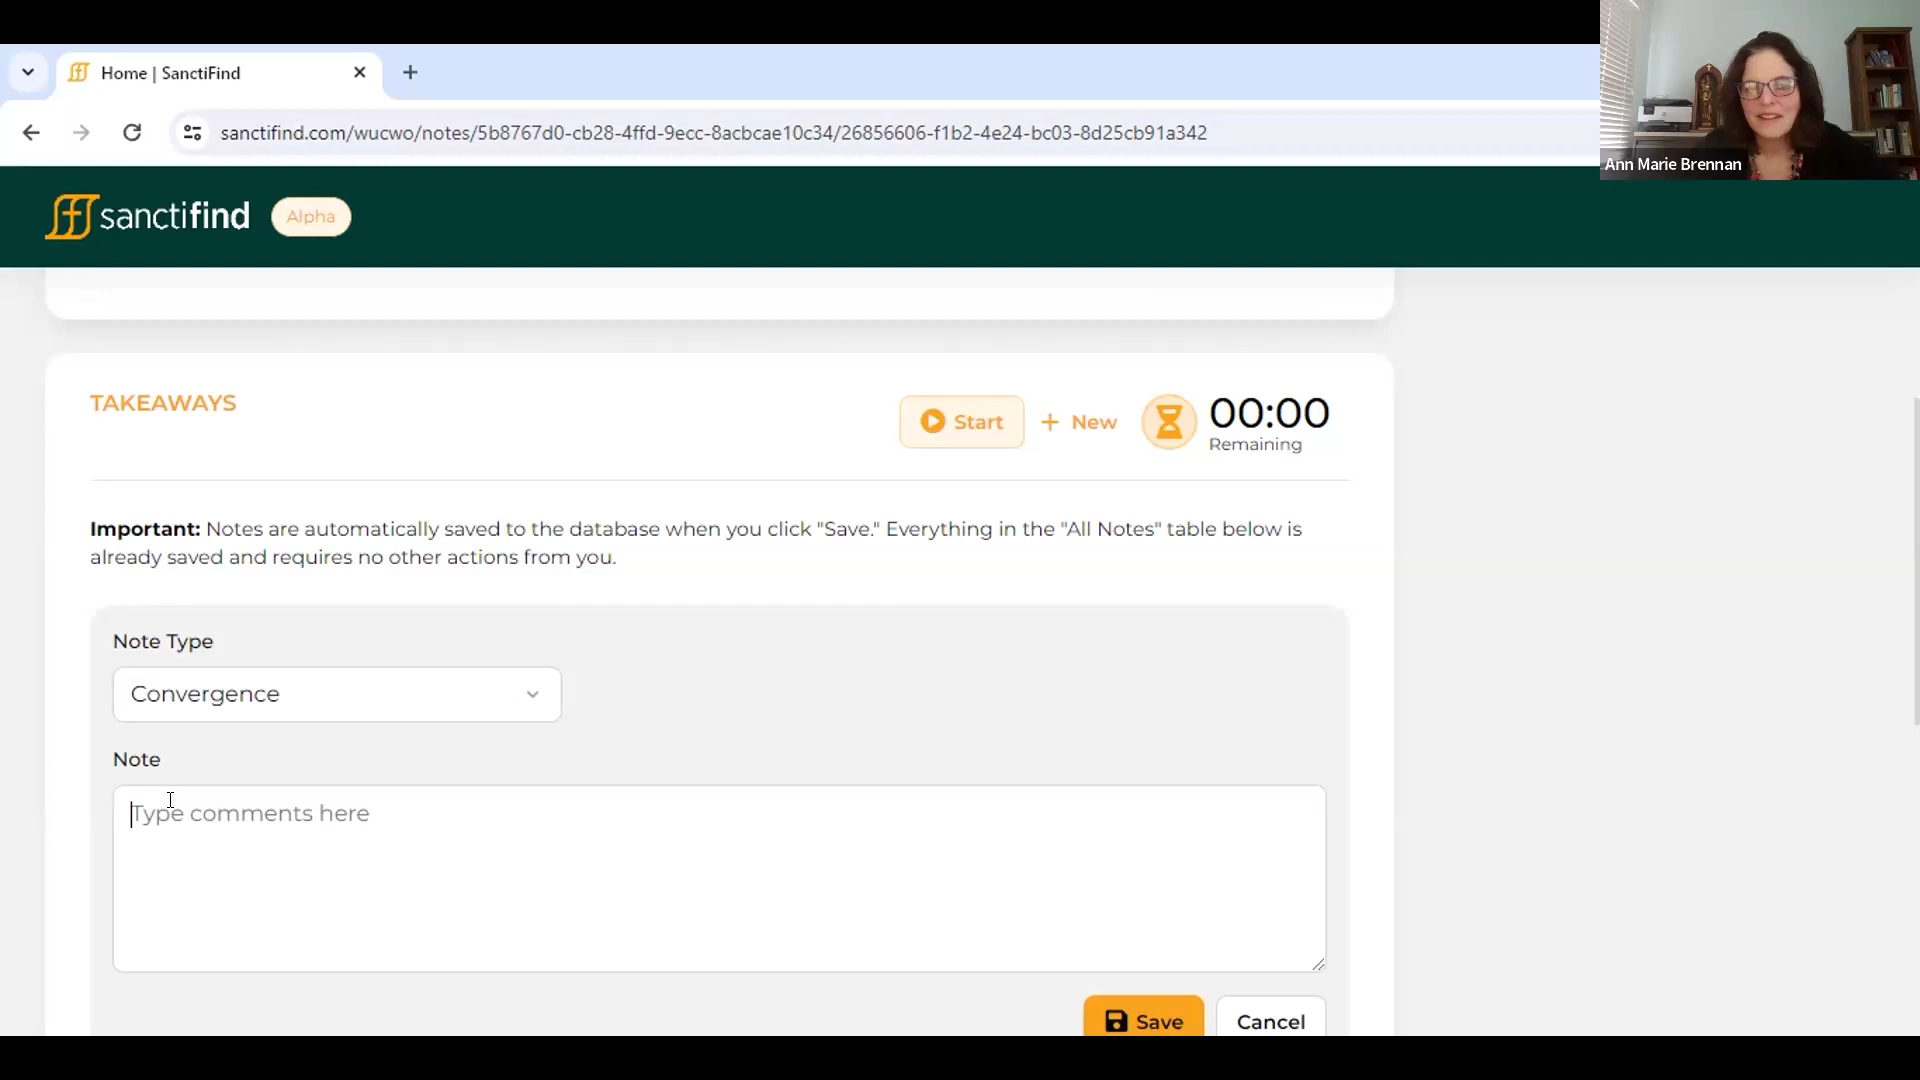 Home | SanctiFind
sanctifind.com/wucwo/notes/5b8767d0-cb28-4ffd-9ecc-8acbcae10c34/26856606-f1b2-4e24-bc03-8d25cb91a342
Ann Marie Brennan
sanctifind
Alpha
TAKEAWAYS
Start
+ New
00:00
Remaining
Important: Notes are automatically saved to the database when you click "Save." Everything in the "All Notes" table below is
already saved and requires no other actions from you.
Note Type
Convergence
Note
Type comments here
Save
Cancel